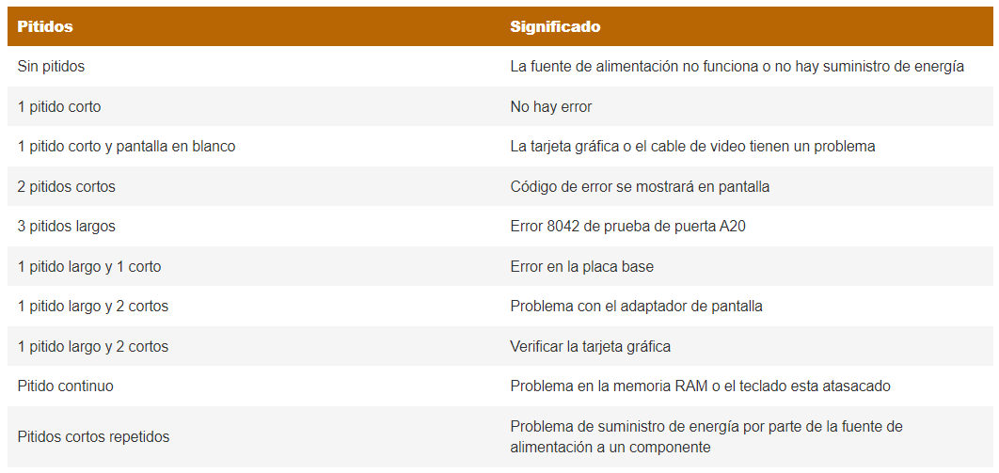 Pitidos Significado
Sin pitidos La fuente de alimentación no funciona o no hay suministro de energía
1 pitido corto No hay error
1 pitido corto y pantalla en blanco La tarjeta gráfica o el cable de video tienen un problema
2 pitidos cortos Código de error se mostrará en pantalla
3 pitidos largos Error 8042 de prueba de puerta A20
1 pitido largo y 1 corto Error en la placa base
1 pitido largo y 2 cortos Problema con el adaptador de pantalla
1 pitido largo y 2 cortos Verificar la tarjeta gráfica
Pitido continuo Problema en la memoria RAM o el teclado esta atasacado
Pitidos cortos repetidos Problema de suministro de energía por parte de la fuente de
alimentación a un componente